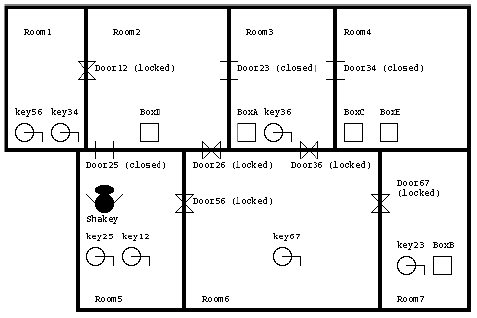 Room1
Room2
Room3
Room4
Door12 (locked)
Door23 (closed)
Door34 (closed)
key56
key34
BoxD
BoxA
key36
BoxC
BoxE
Door25 (closed)
Door26 (locked)
Door36 (locked)
Door67
(locked)
Door56 (locked)
Shakey
key25
key12
key67
key23
BoxB
Room5
Room6
Room7